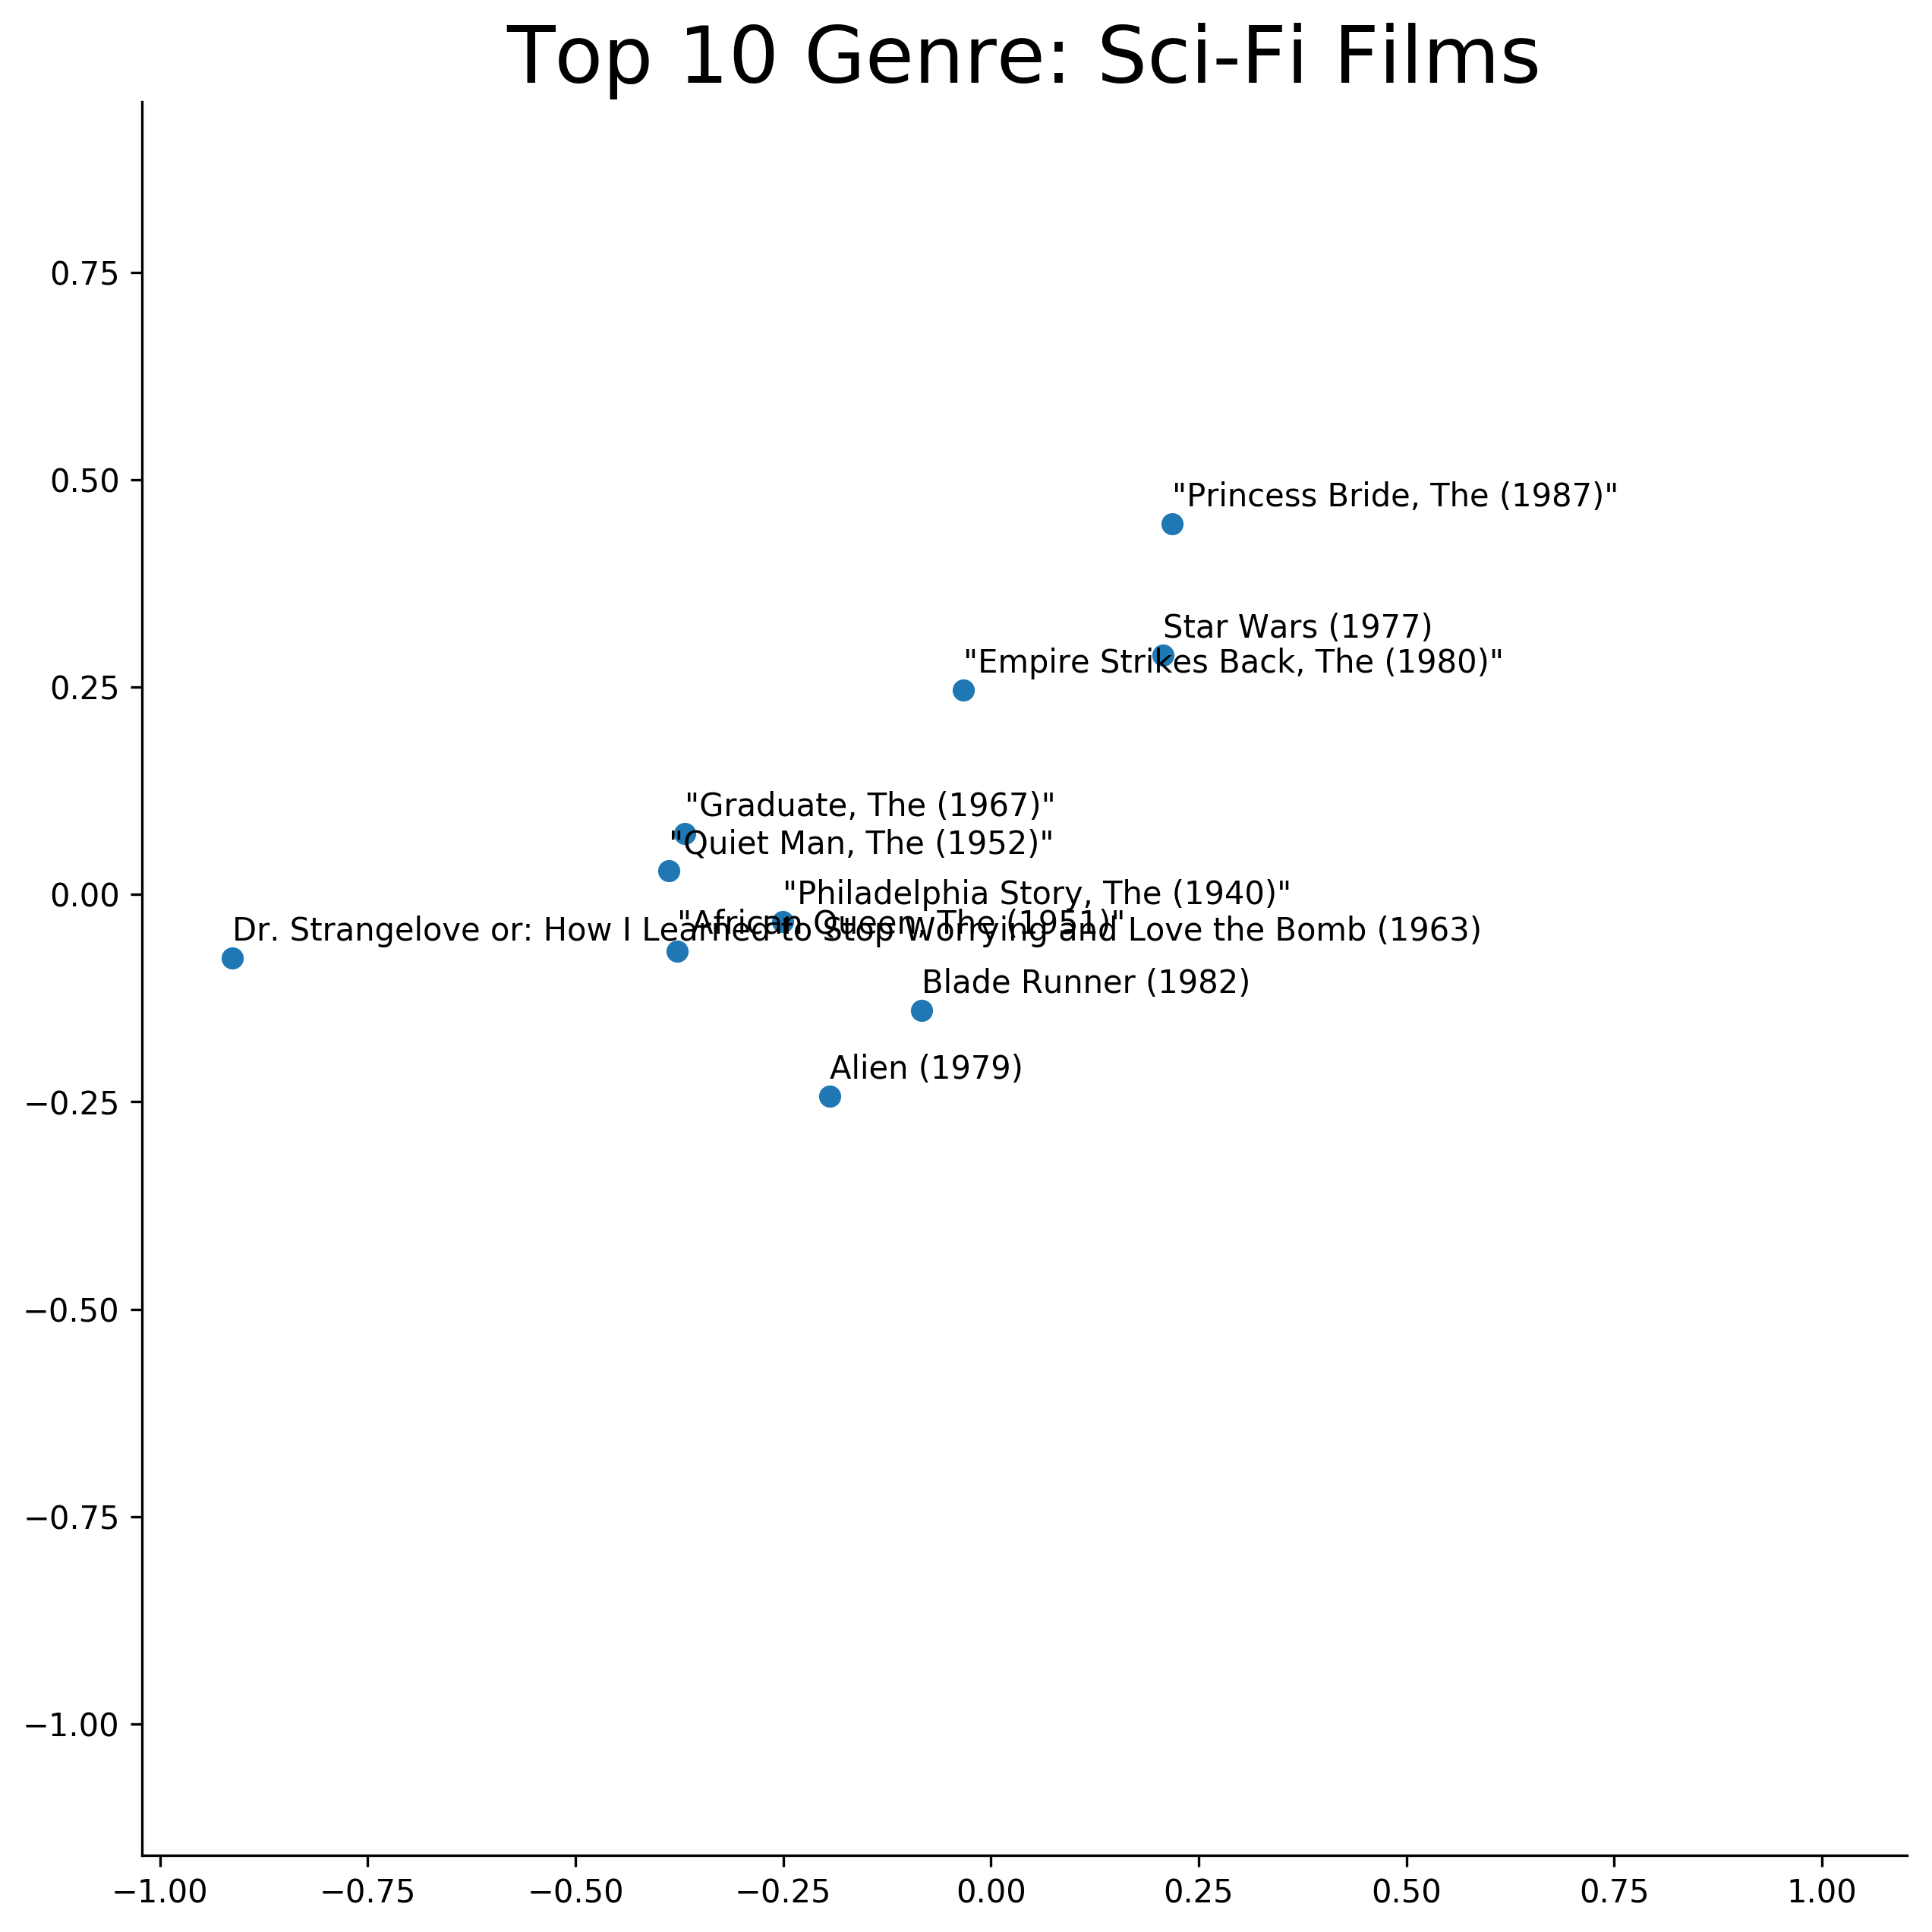 Top 10 Genre: Sci-Fi Films
0.75
0.50
0.25
0.00
−0.25
−0.50
−0.75
−1.00
"Princess Bride, The (1987)"
Star Wars (1977)
"Empire Strikes Back, The (1980)"
"Graduate, The (1967)"
"Quiet Man, The (1952)"
"Philadelphia Story, The (1940)"
"African Queen, The (1951)"
Dr. Strangelove or: How I Learned to Stop Worrying and Love the Bomb (1963)
Blade Runner (1982)
Alien (1979)
−1.00 −0.75 −0.50 −0.25 0.00 0.25 0.50 0.75 1.00